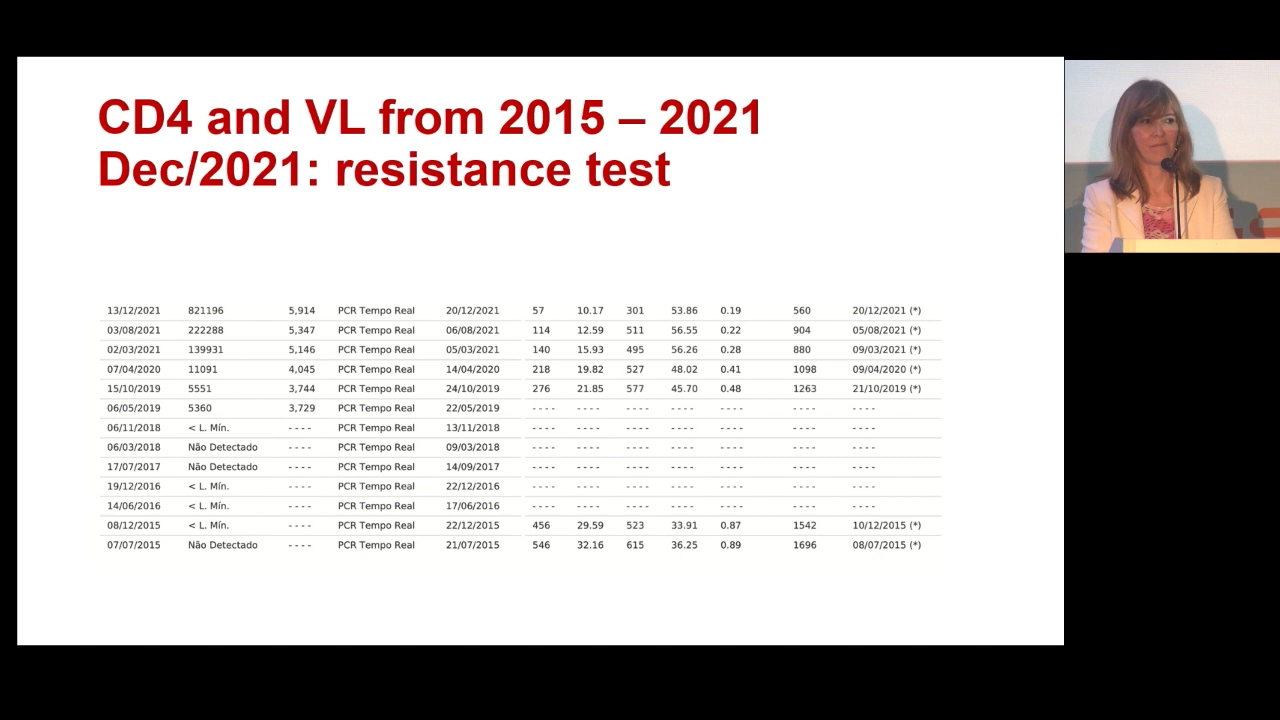 CD4 and VL from 2015 – 2021
Dec/2021: resistance test
13/12/2021 821196 5,914 PCR Tempo Real 20/12/2021 57 10.17 301 53.86 0.19 560 20/12/2021 (*)
03/08/2021 222288 5,347 PCR Tempo Real 06/08/2021 114 12.59 511 56.55 0.22 904 05/08/2021 (*)
02/03/2021 139931 5,146 PCR Tempo Real 05/03/2021 140 15.93 495 56.26 0.28 880 09/03/2021 (*)
07/04/2020 11091 4,045 PCR Tempo Real 14/04/2020 218 19.82 527 48.02 0.41 1098 09/04/2020 (*)
15/10/2019 5551 3,744 PCR Tempo Real 24/10/2019 276 21.85 577 45.70 0.48 1263 21/10/2019 (*)
06/05/2019 5360 3,729 PCR Tempo Real 22/05/2019 ---- ---- ---- ---- ---- ---- ----
06/11/2018 < L. Mín. ---- PCR Tempo Real 13/11/2018 ---- ---- ---- ---- ---- ---- ----
06/03/2018 Não Detectado ---- PCR Tempo Real 09/03/2018 ---- ---- ---- ---- ---- ---- ----
17/07/2017 Não Detectado ---- PCR Tempo Real 14/09/2017 ---- ---- ---- ---- ---- ---- ----
19/12/2016 < L. Mín. ---- PCR Tempo Real 22/12/2016 ---- ---- ---- ---- ---- ---- ----
14/06/2016 < L. Mín. ---- PCR Tempo Real 17/06/2016 ---- ---- ---- ---- ---- ---- ----
08/12/2015 < L. Mín. ---- PCR Tempo Real 22/12/2015 456 29.59 523 33.91 0.87 1542 10/12/2015 (*)
07/07/2015 Não Detectado ---- PCR Tempo Real 21/07/2015 546 32.16 615 36.25 0.89 1696 08/07/2015 (*)